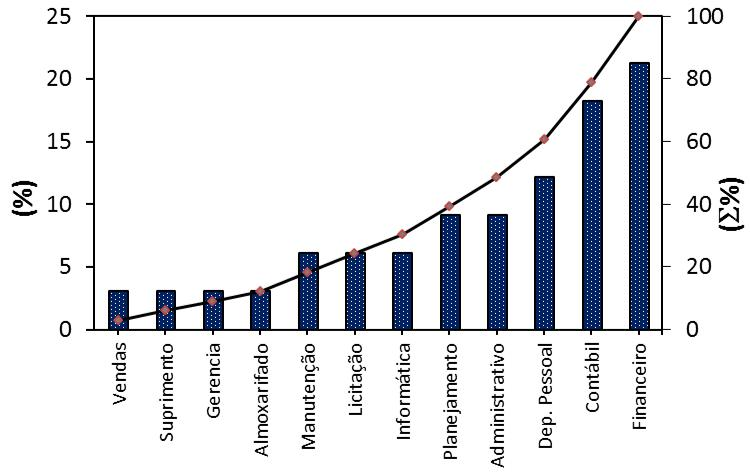 25
20
15
10
5
0
(%)
100
80
60
40
20
0
(Σ%)
Vendas
Suprimento
Gerencia
Almoxarifado
Manutenção
Licitação
Informática
Planejamento
Administrativo
Dep. Pessoal
Contábil
Financeiro